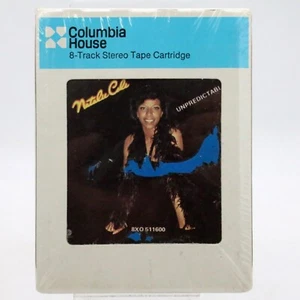 Columbia
House
8-Track Stereo Tape Cartridge
Natalie Cole
UNPREDICTABL
8XO 511600